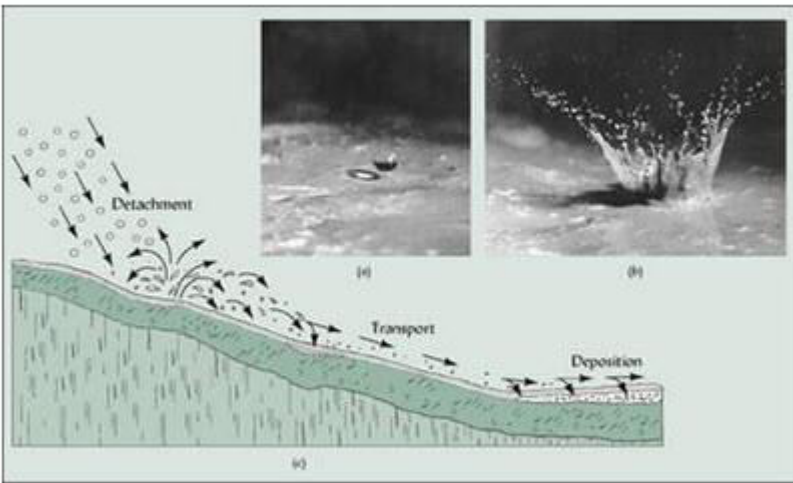 (a)
(b)
Detachment
Transport
Deposition
(c)